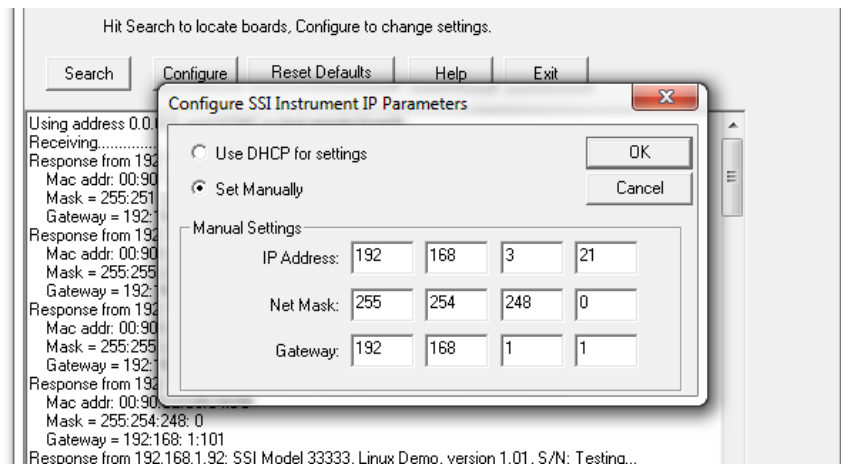 Hit Search to locate boards, Configure to change settings.
Search Configure Reset Defaults Help Exit
Configure SSI Instrument IP Parameters
Use DHCP for settings
Set Manually
OK
Cancel
Manual Settings
IP Address: 192 168 3 21
Net Mask: 255 254 248 0
Gateway: 192 168 1 1
Using address 0.0.
Receiving..............
Response from 192
Mac addr: 00:90
Mask = 255:251
Gateway = 192:
Response from 192
Mac addr: 00:90
Mask = 255:255
Gateway = 192:
Response from 192
Mac addr: 00:90
Mask = 255:255
Gateway = 192:
Response from 192
Mac addr: 00:90
Mask = 255:254:248: 0
Gateway = 192:168: 1:101
Response from 192.168.1.92: SSI Model 33333, Linux Demo, version 1.01, S/N: Testing...